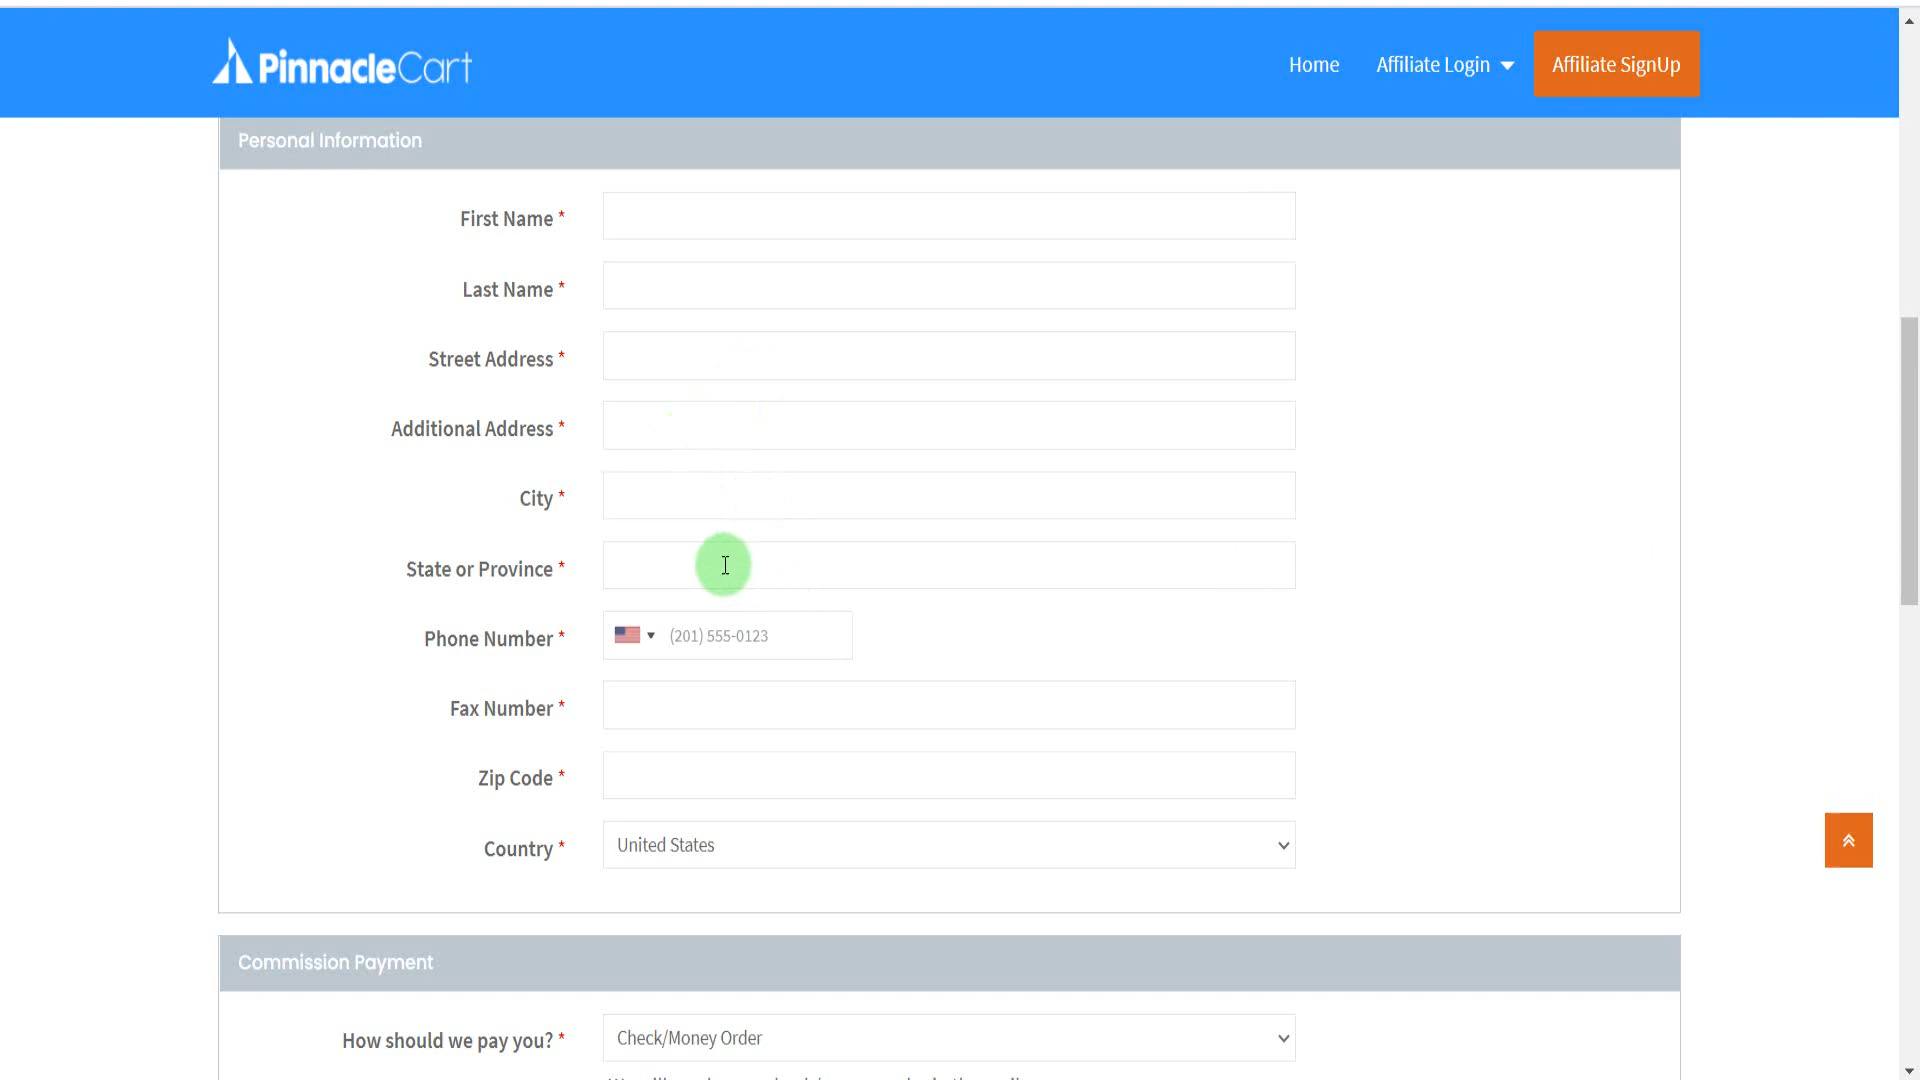 PinnacleCart
Home
Affiliate Login
Affiliate SignUp
Personal Information
First Name *
Last Name *
Street Address *
Additional Address *
City *
State or Province *
Phone Number *
(201) 555-0123
Fax Number *
Zip Code *
Country *
United States
Commission Payment
How should we pay you? *
Check/Money Order